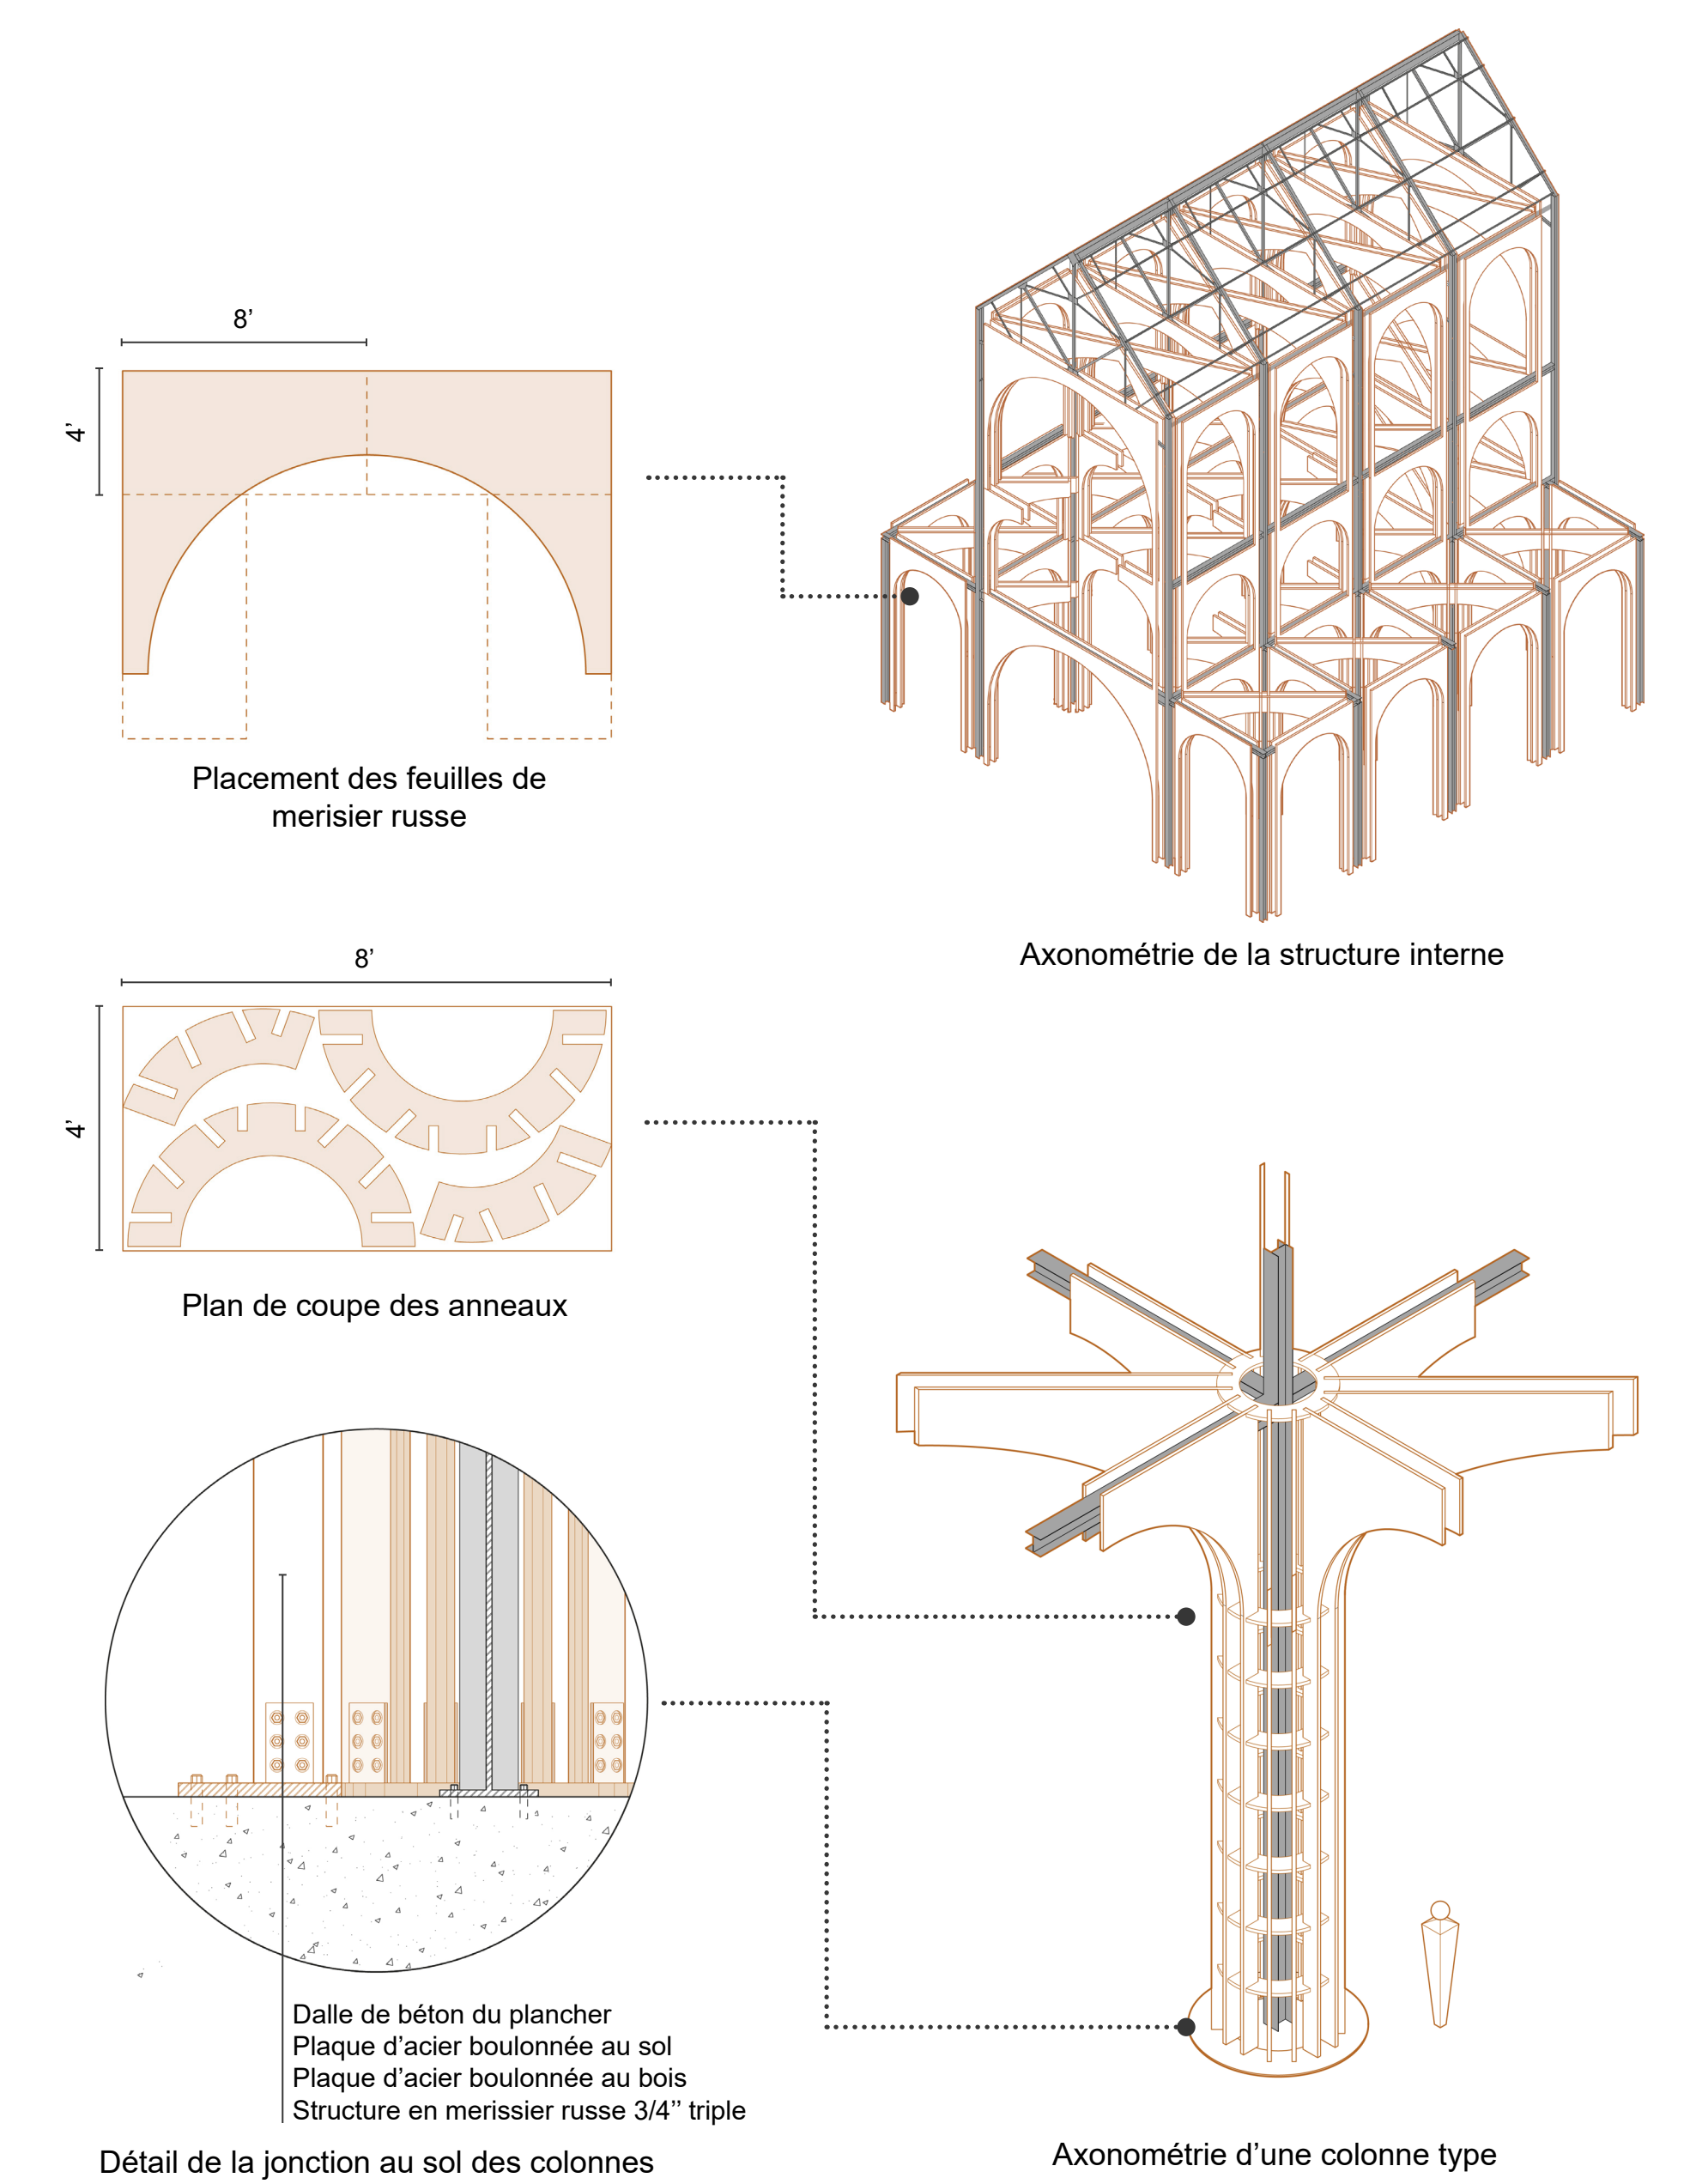 8’
4’
Placement des feuilles de
merisier russe
Axonométrie de la structure interne
8’
4’
Plan de coupe des anneaux
Dalle de béton du plancher
Plaque d’acier boulonnée au sol
Plaque d’acier boulonnée au bois
Structure en merissier russe 3/4’’ triple
Détail de la jonction au sol des colonnes
Axonométrie d’une colonne type